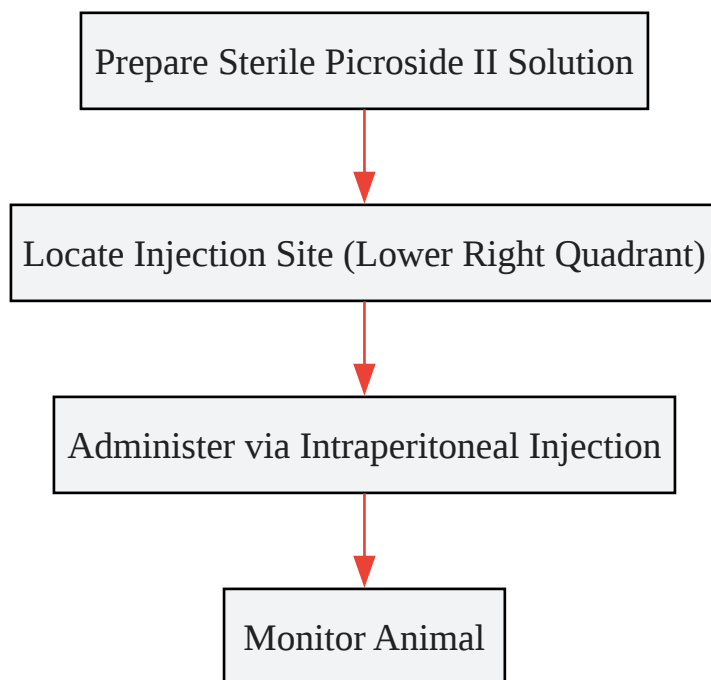 Prepare Sterile Picroside II Solution
Locate Injection Site (Lower Right Quadrant)
Administer via Intraperitoneal Injection
Monitor Animal